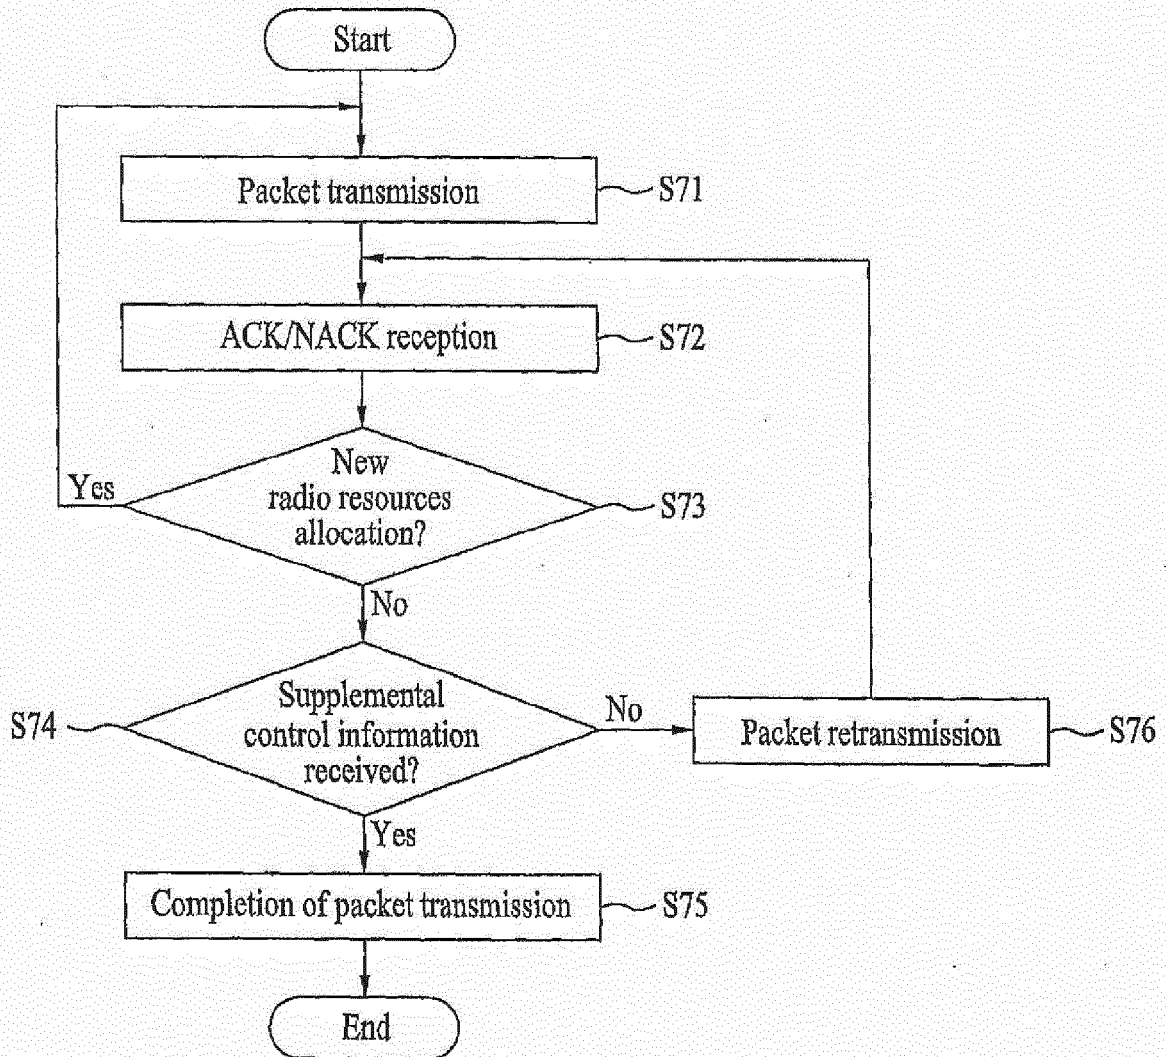 Start
Packet transmission
S71
ACK/NACK reception
S72
New
radio resources
allocation?
S73
Yes
No
Supplemental
control information
received?
S74
No
Packet retransmission
S76
Yes
Completion of packet transmission
S75
End